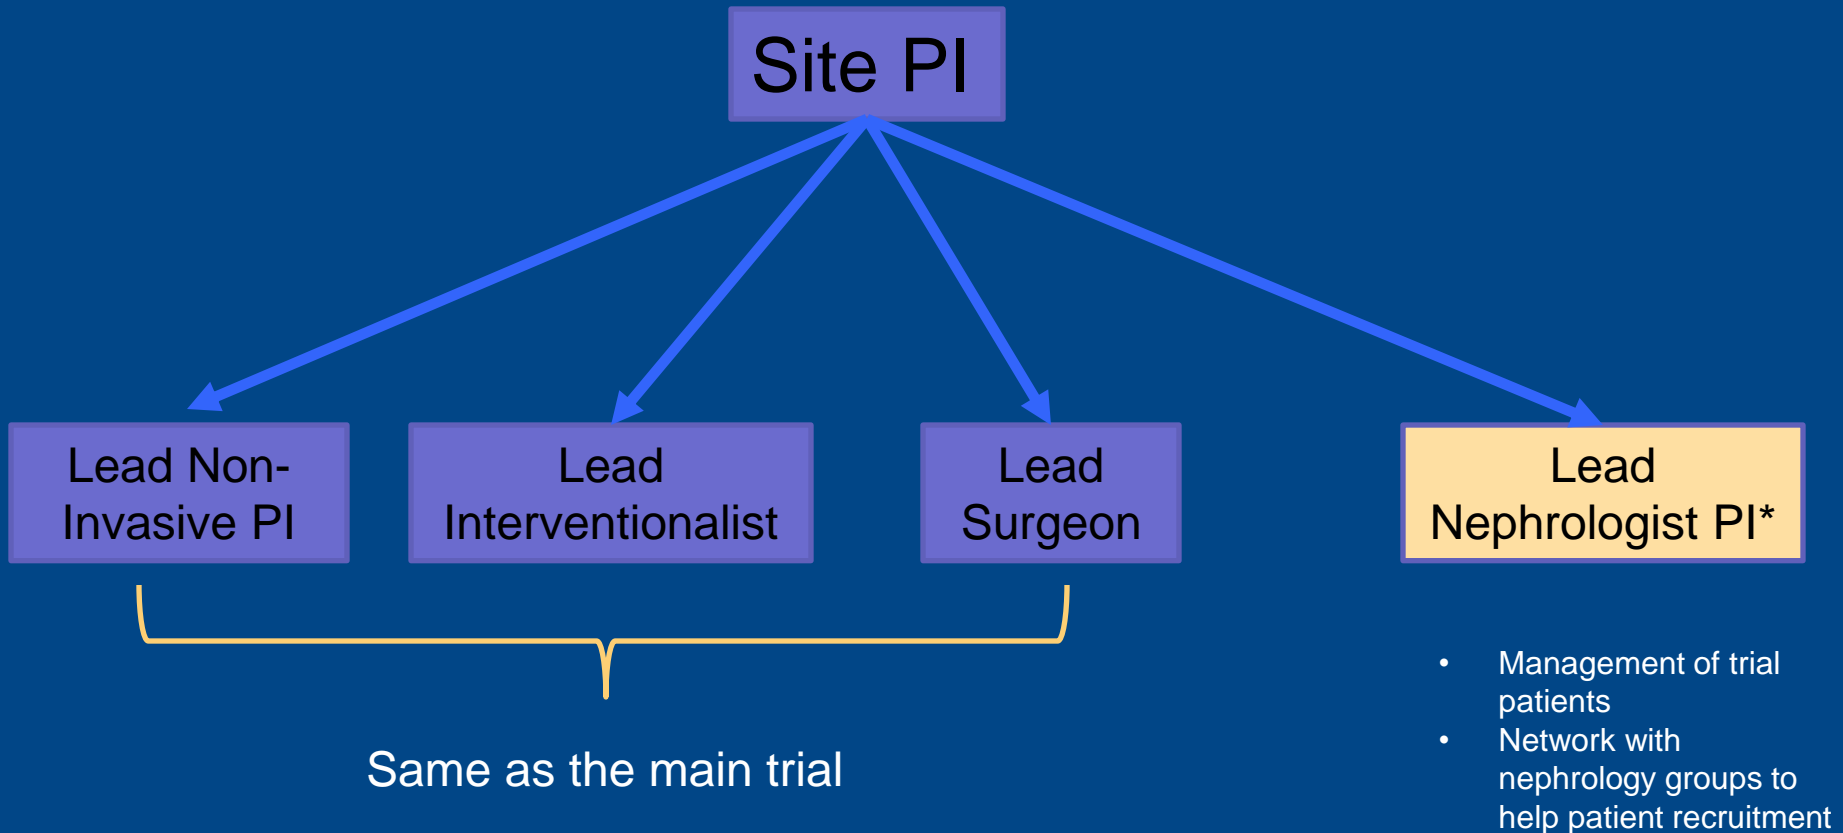 Site PI
Lead Non-
Invasive PI
Lead
Interventionalist
Lead
Surgeon
Lead
Nephrologist PI*
Same as the main trial
• Management of trial
patients
• Network with
nephrology groups to
help patient recruitment